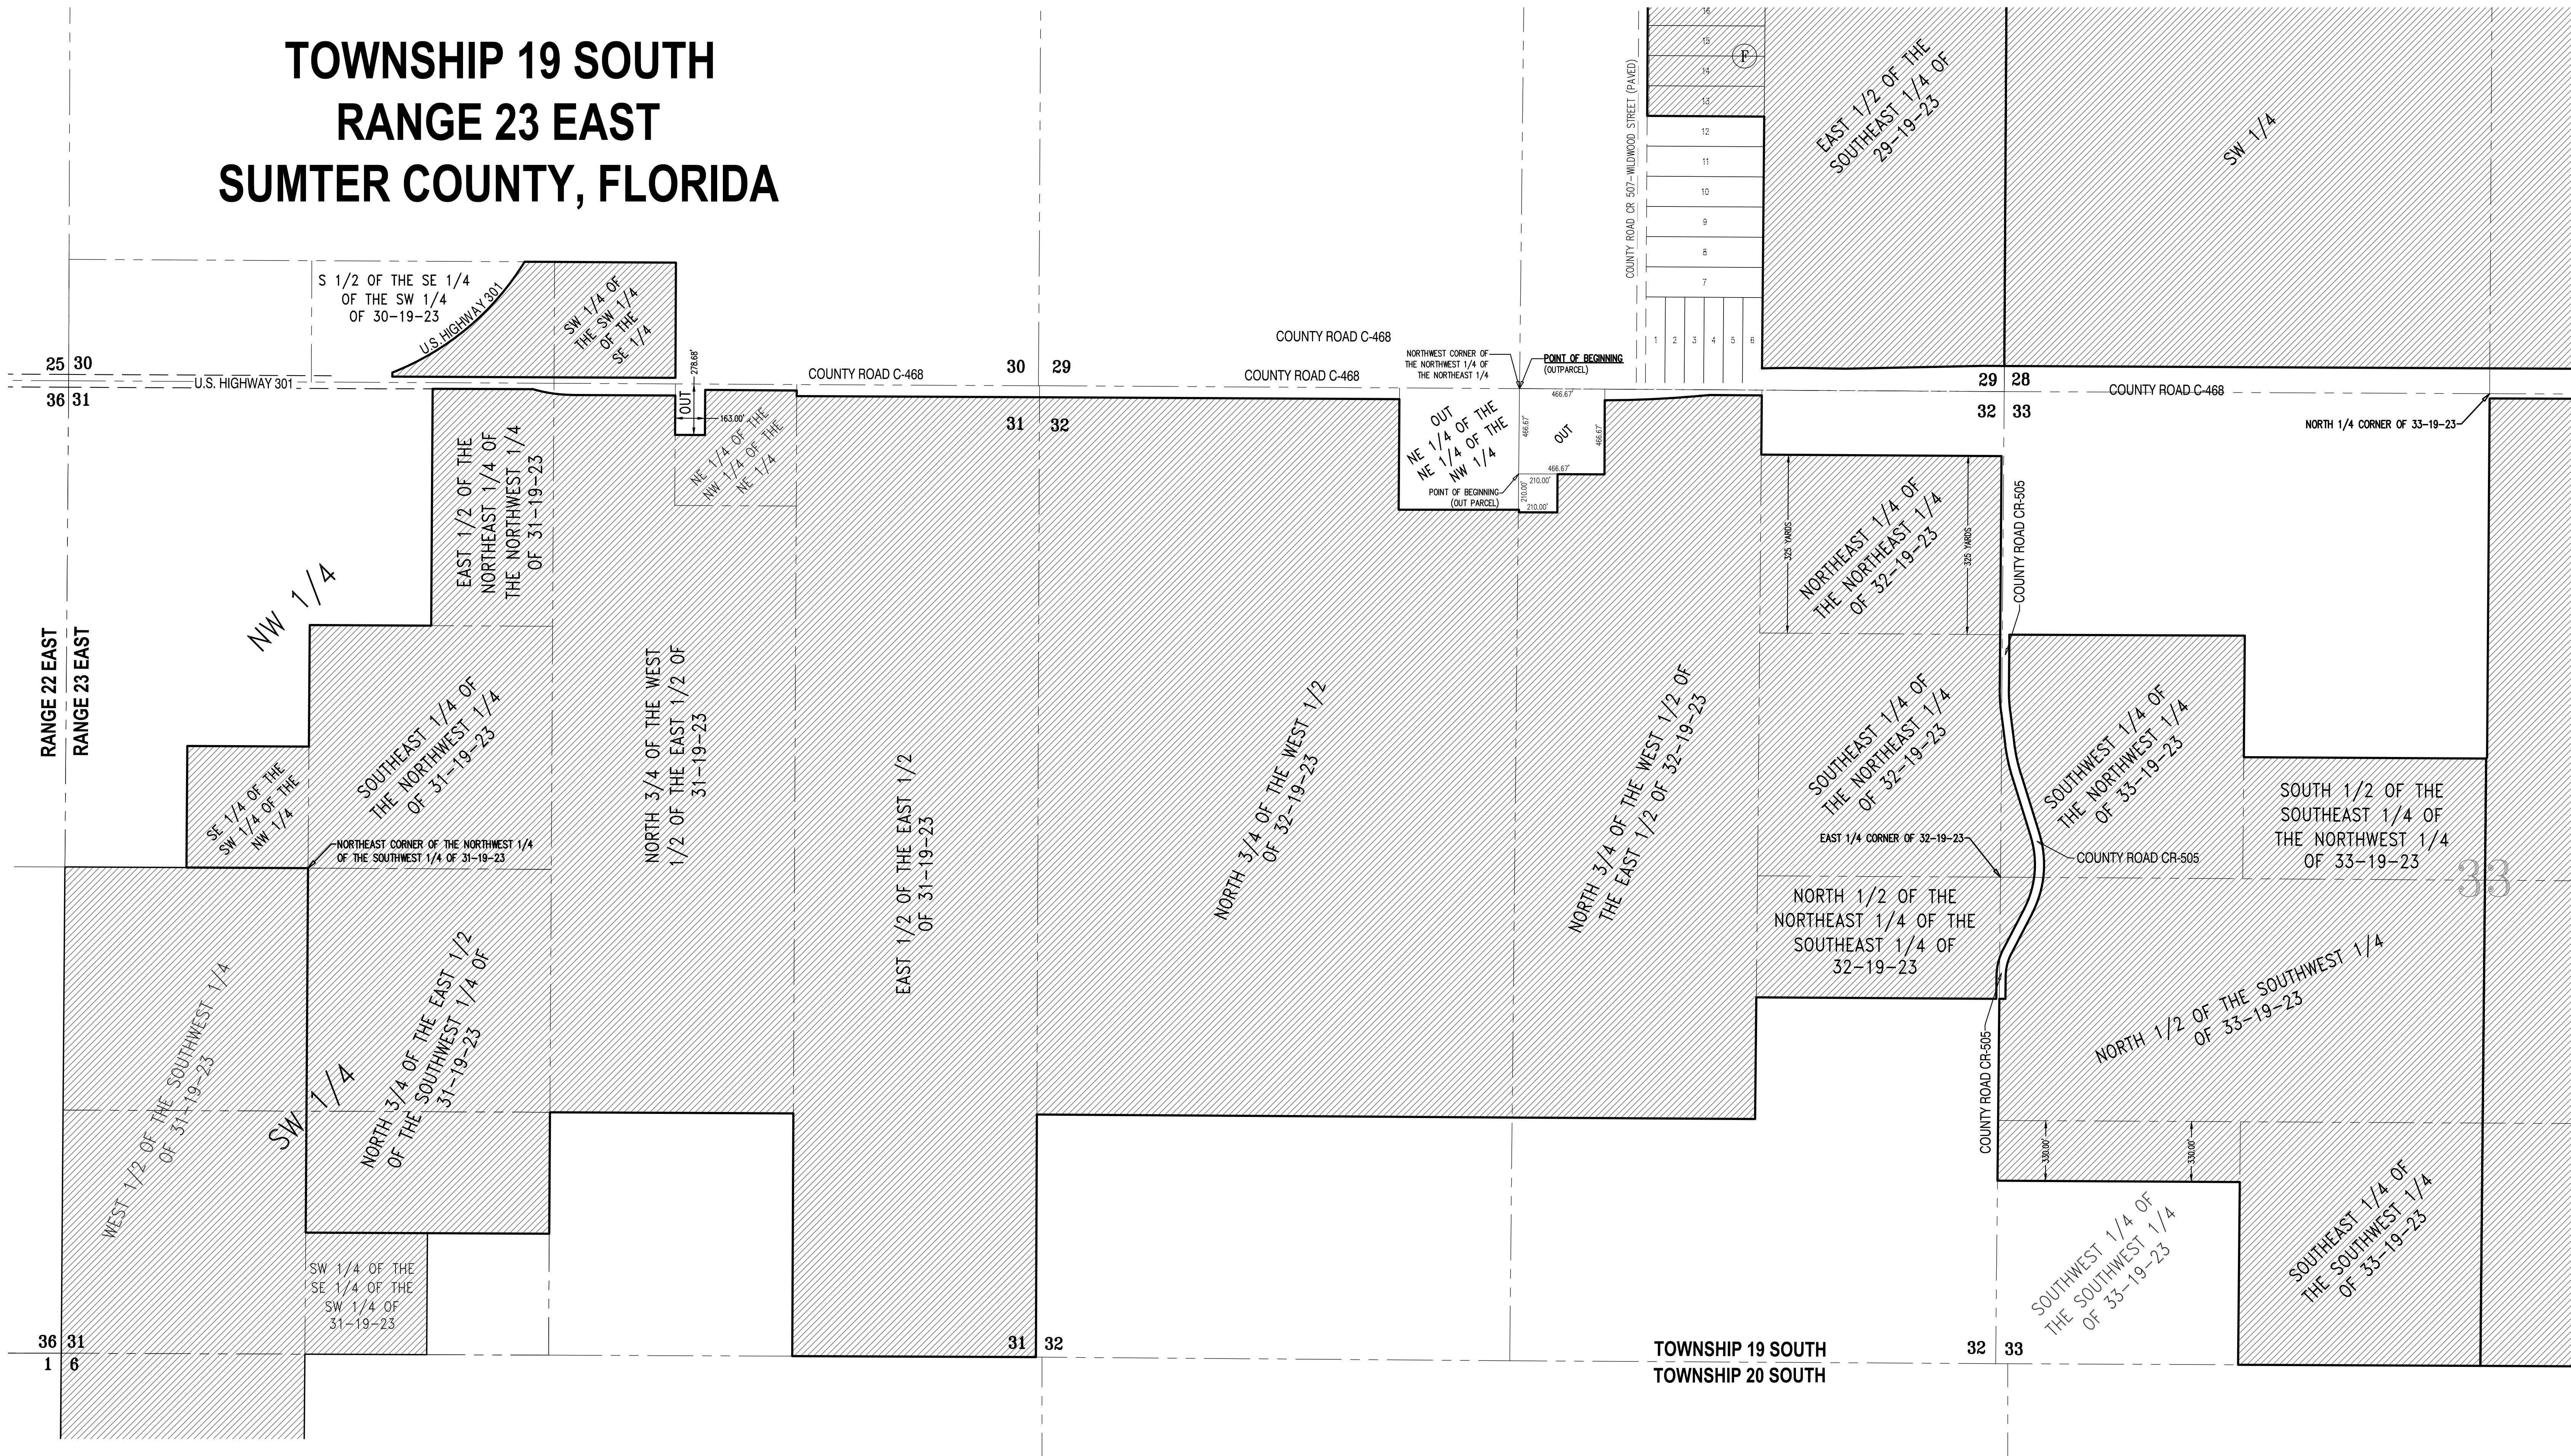 TOWNSHIP 19 SOUTH
RANGE 23 EAST
SUMTER COUNTY, FLORIDA
16
15
14
13
F
12
11
10
9
8
7
1 2 3 4 5 6
COUNTY ROAD CR 507-WILDWOOD STREET (PAVED)
EAST 1/2 OF THE
SOUTHEAST 1/4 OF
29-19-23
SW 1/4
S 1/2 OF THE SE 1/4
OF THE SW 1/4
OF 30-19-23
U.S. HIGHWAY 301
SW 1/4 OF
THE SW 1/4
OF THE
SE 1/4
25 30
36 31
U.S. HIGHWAY 301
278.68'
OUT
163.00'
NE 1/4 OF THE
NW 1/4 OF THE
NE 1/4
COUNTY ROAD C-468
30 29
31 32
COUNTY ROAD C-468
COUNTY ROAD C-468
NORTHWEST CORNER OF
THE NORTHWEST 1/4 OF
THE NORTHEAST 1/4
POINT OF BEGINNING
(OUTPARCEL)
466.67'
466.67'
466.67'
466.67'
OUT
OUT
NE 1/4 OF THE
NE 1/4 OF THE
NW 1/4
POINT OF BEGINNING
(OUT PARCEL)
210.00'
210.00'
210.00'
29 28
32 33
COUNTY ROAD C-468
NORTH 1/4 CORNER OF 33-19-23
EAST 1/2 OF THE
NORTHEAST 1/4 OF
THE NORTHWEST 1/4
OF 31-19-23
NW 1/4
RANGE 22 EAST
RANGE 23 EAST
SOUTHEAST 1/4 OF
THE NORTHWEST 1/4
OF 31-19-23
SE 1/4 OF THE
SW 1/4 OF THE
NW 1/4
NORTHEAST CORNER OF THE NORTHWEST 1/4
OF THE SOUTHWEST 1/4 OF 31-19-23
NORTH 3/4 OF THE WEST
1/2 OF THE EAST 1/2 OF
31-19-23
EAST 1/2 OF THE EAST 1/2
OF 31-19-23
NORTH 3/4 OF THE WEST 1/2
OF 32-19-23
NORTH 3/4 OF THE WEST 1/2 OF
THE EAST 1/2 OF 32-19-23
325 YARDS
325 YARDS
NORTHEAST 1/4 OF
THE NORTHEAST 1/4
OF 32-19-23
COUNTY ROAD CR-505
SOUTHEAST 1/4 OF
THE NORTHEAST 1/4
OF 32-19-23
EAST 1/4 CORNER OF 32-19-23
SOUTHWEST 1/4 OF
THE NORTHWEST 1/4
OF 33-19-23
COUNTY ROAD CR-505
SOUTH 1/2 OF THE
SOUTHEAST 1/4 OF
THE NORTHWEST 1/4
OF 33-19-23
33
NORTH 1/2 OF THE
NORTHEAST 1/4 OF THE
SOUTHEAST 1/4 OF
32-19-23
NORTH 1/2 OF THE SOUTHWEST 1/4
OF 33-19-23
COUNTY ROAD CR-505
WEST 1/2 OF THE SOUTHWEST 1/4
OF 31-19-23
SW 1/4
NORTH 3/4 OF THE EAST 1/2
OF THE SOUTHWEST 1/4 OF
31-19-23
330.00'
330.00'
SOUTHWEST 1/4 OF
THE SOUTHWEST 1/4
OF 33-19-23
SOUTHEAST 1/4 OF
THE SOUTHWEST 1/4
OF 33-19-23
SW 1/4 OF THE
SE 1/4 OF THE
SW 1/4 OF
31-19-23
36 31
1 6
31 32
TOWNSHIP 19 SOUTH
TOWNSHIP 20 SOUTH
32 33